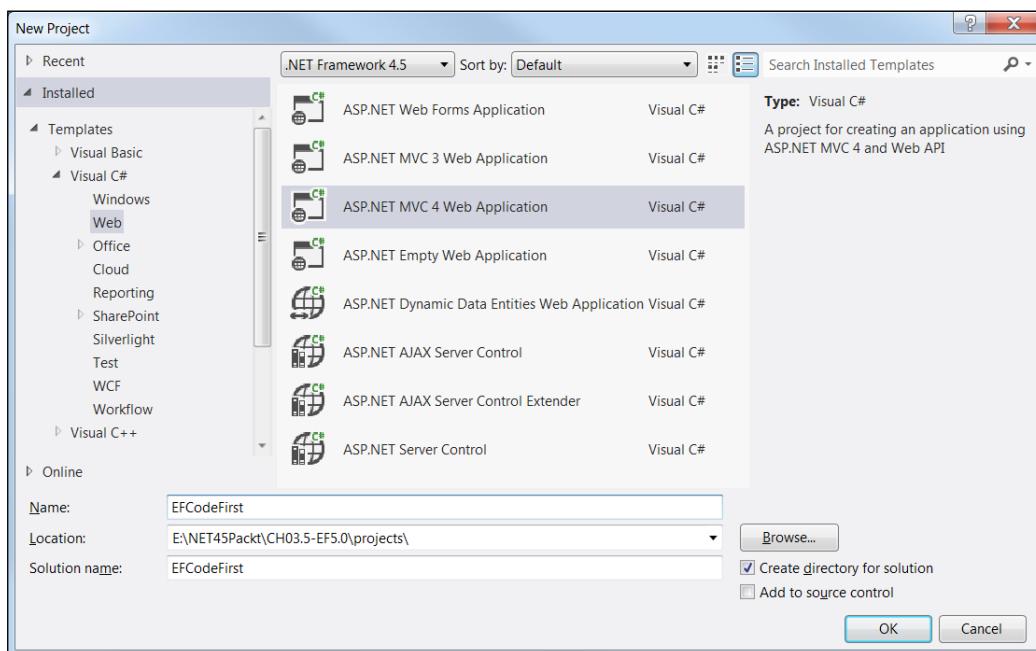 New Project
Recent
.NET Framework 4.5
Sort by:
Default
Search Installed Templates
Installed
Templates
Visual Basic
Visual C#
Windows
Web
Office
Cloud
Reporting
SharePoint
Silverlight
Test
WCF
Workflow
Visual C++
Online
ASP.NET Web Forms Application Visual C#
ASP.NET MVC 3 Web Application Visual C#
ASP.NET MVC 4 Web Application Visual C#
ASP.NET Empty Web Application Visual C#
ASP.NET Dynamic Data Entities Web Application Visual C#
ASP.NET AJAX Server Control Visual C#
ASP.NET AJAX Server Control Extender Visual C#
ASP.NET Server Control Visual C#
Type: Visual C#
A project for creating an application using
ASP.NET MVC 4 and Web API
Name: EFCodeFirst
Location: E:\NET45Packt\CH03.5-EF5.0\projects\
Browse...
Solution name: EFCodeFirst
Create directory for solution
Add to source control
OK
Cancel